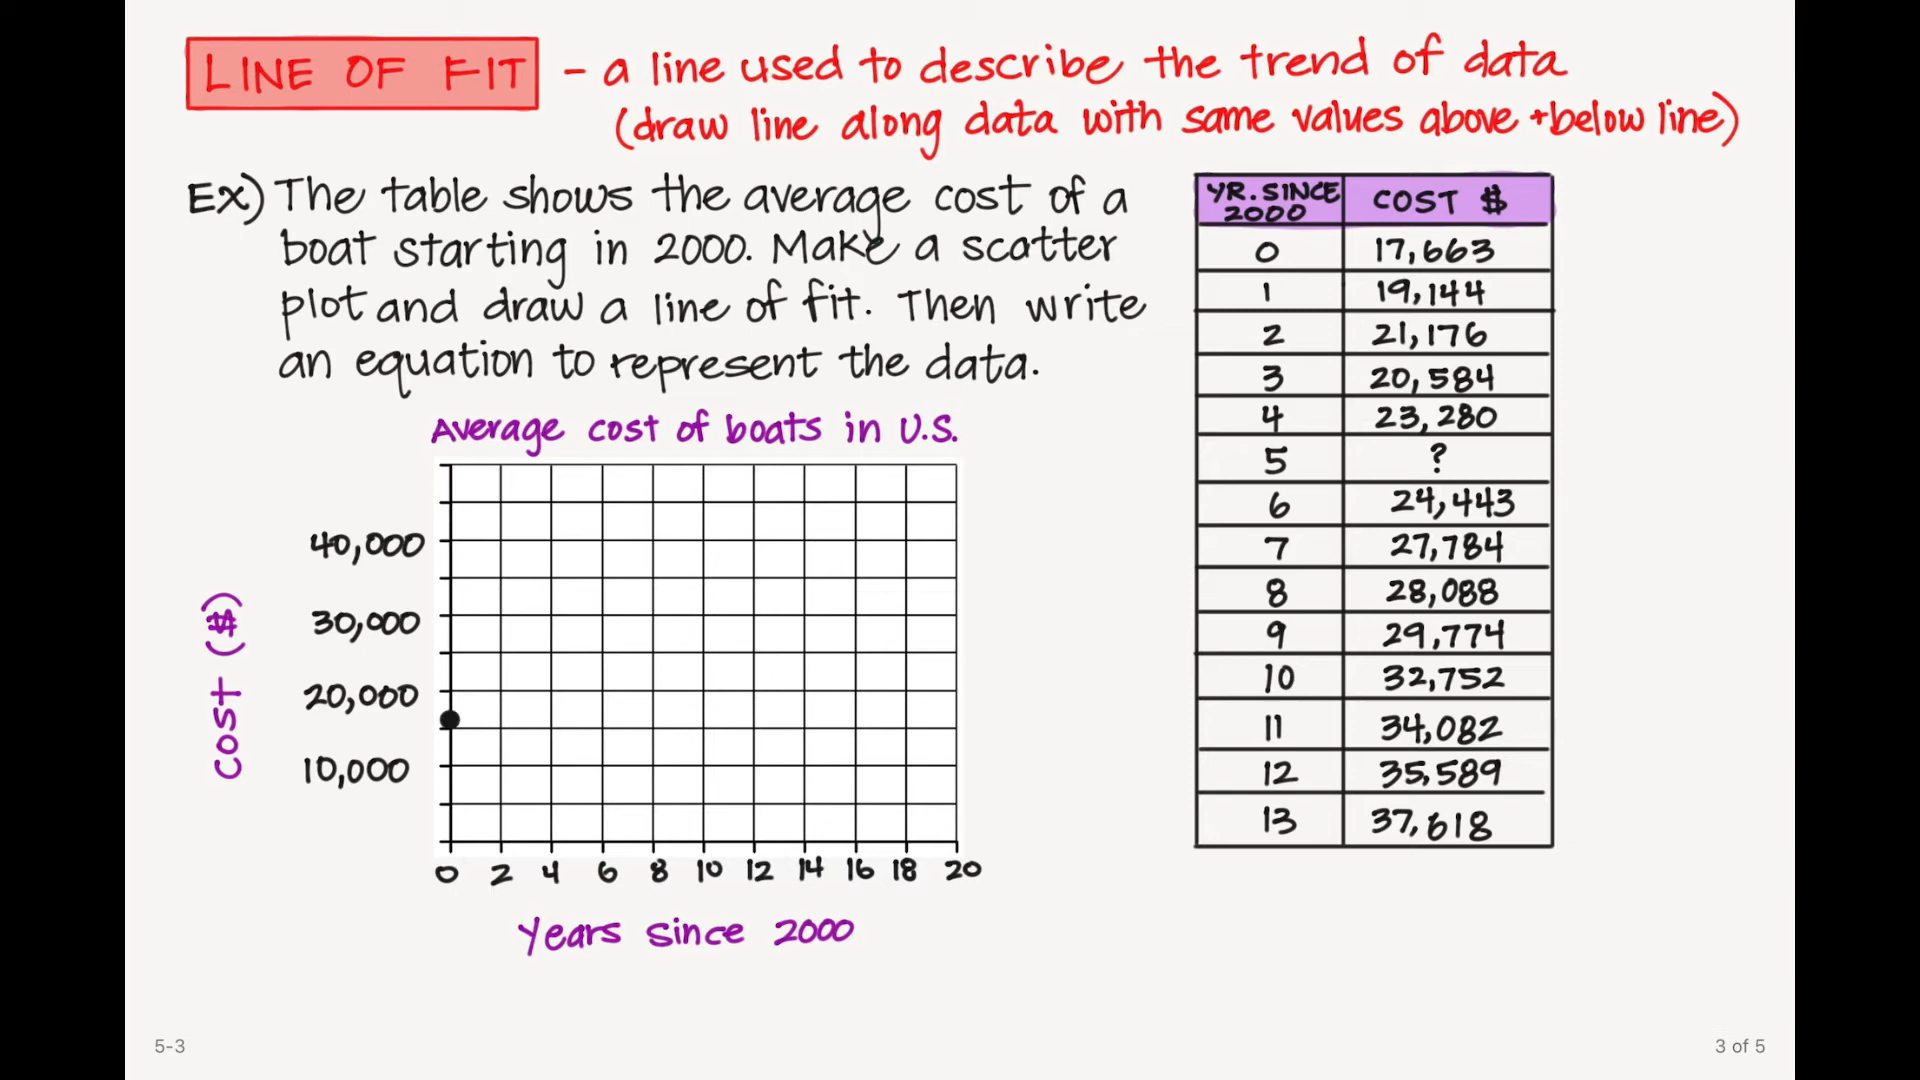 LINE OF FIT - a line used to describe the trend of data
(draw line along data with same values above + below line)
Ex) The table shows the average cost of a
boat starting in 2000. Make a scatter
plot and draw a line of fit. Then write
an equation to represent the data.
Average cost of boats in U.S.
40,000
30,000
20,000
10,000
Cost ($)
0 2 4 6 8 10 12 14 16 18 20
Years since 2000
YR. SINCE 2000 COST $
0 17,663
1 19,144
2 21,176
3 20,584
4 23,280
5 ?
6 24,443
7 27,784
8 28,088
9 29,774
10 32,752
11 34,082
12 35,589
13 37,618
5-3
3 of 5